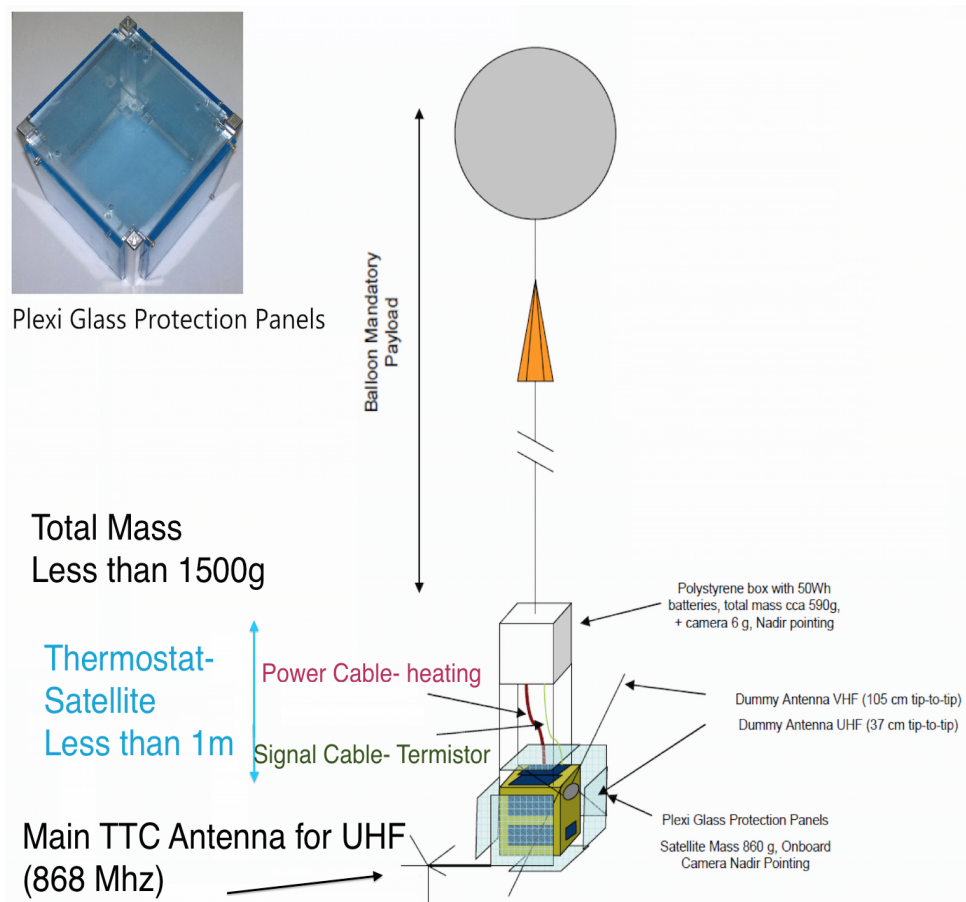 Plexi Glass Protection Panels
Balloon Mandatory
Payload
Total Mass
Less than 1500g
Polystyrene box with 50Wh
batteries, total mass cca 590g,
+ camera 6 g, Nadir pointing
Thermostat-
Satellite
Less than 1m
Power Cable- heating
Signal Cable- Termistor
Dummy Antenna VHF (105 cm tip-to-tip)
Dummy Antenna UHF (37 cm tip-to-tip)
Plexi Glass Protection Panels
Satellite Mass 860 g, Onboard
Camera Nadir Pointing
Main TTC Antenna for UHF
(868 Mhz)